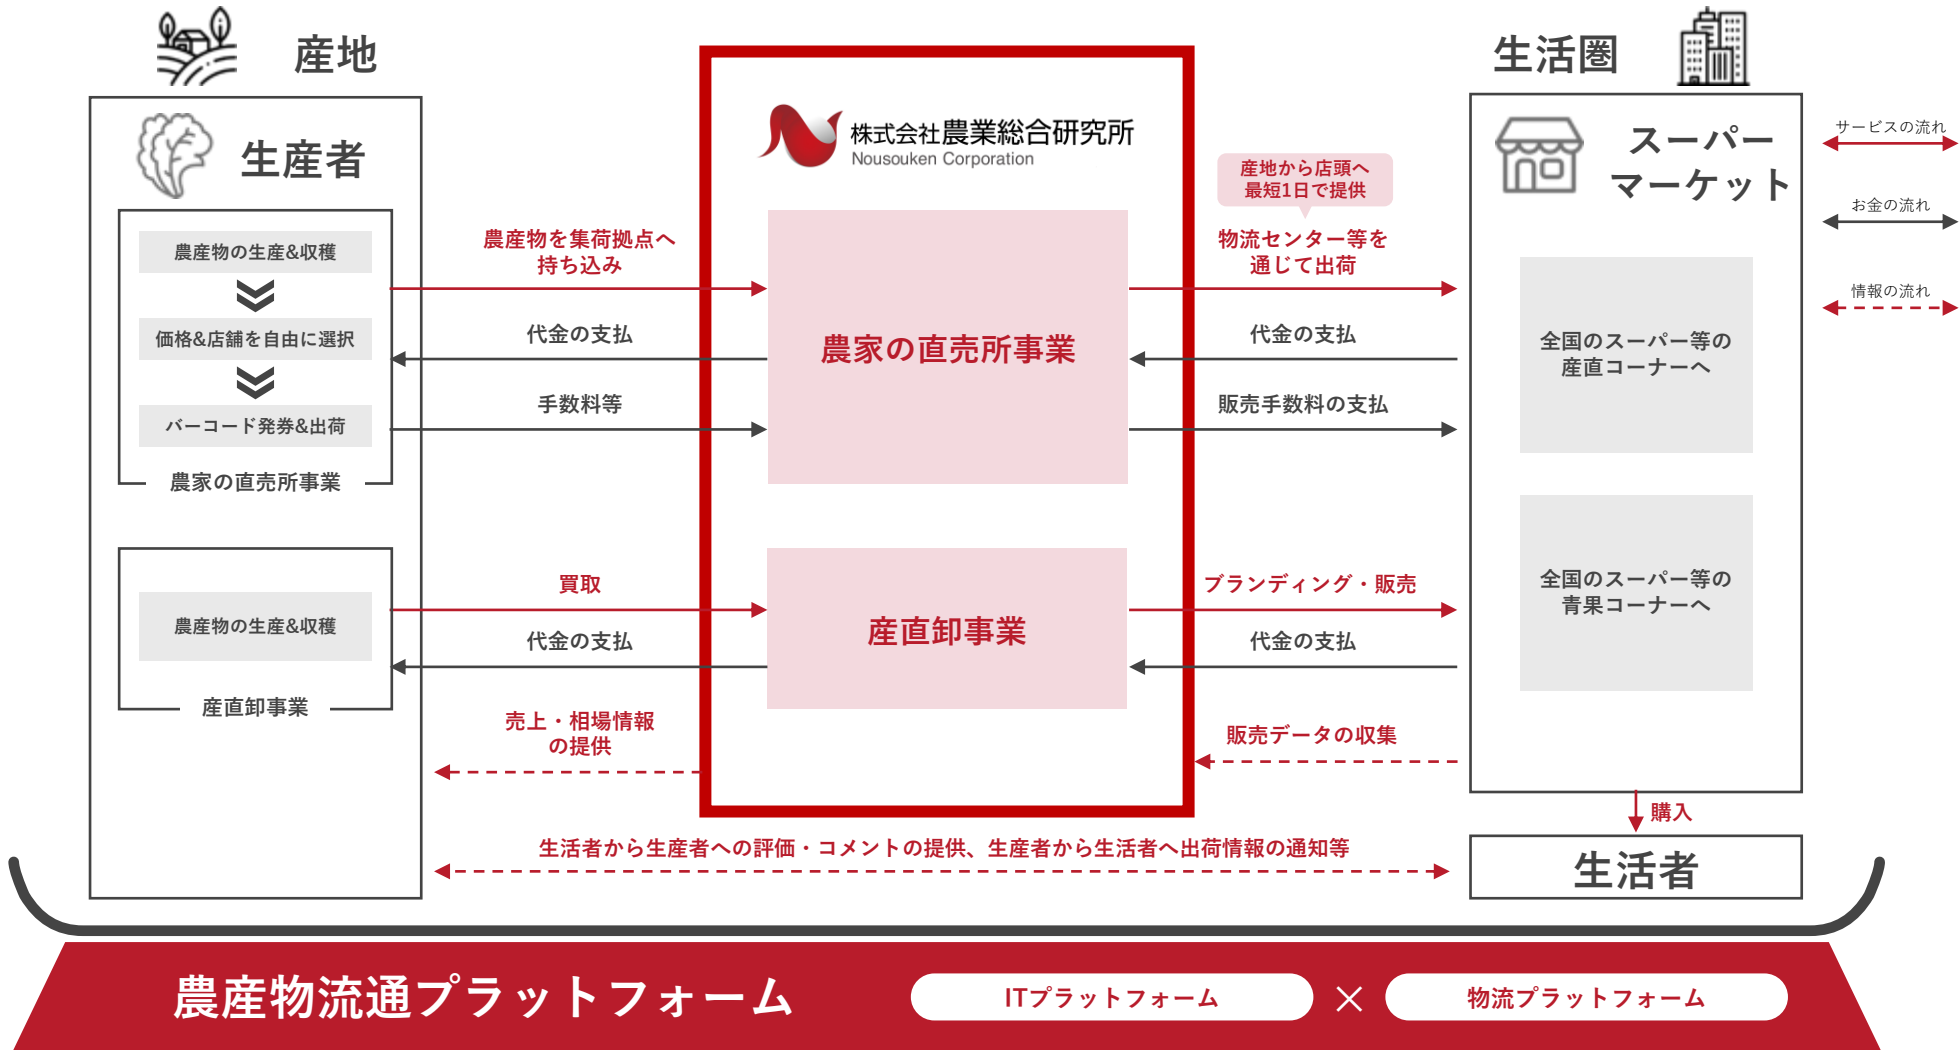 産地
生産者
農産物の生産&収穫
価格&店舗を自由に選択
バーコード発券&出荷
農家の直売所事業
農産物の生産&収穫
産直卸事業
農産物を集荷拠点へ
持ち込み
代金の支払
手数料等
買取
代金の支払
売上・相場情報
の提供
株式会社農業総合研究所
Nousouken Corporation
農家の直売所事業
産直卸事業
産地から店頭へ
最短1日で提供
物流センター等を
通じて出荷
代金の支払
販売手数料の支払
ブランディング・販売
代金の支払
販売データの収集
生活者から生産者への評価・コメントの提供、生産者から生活者へ出荷情報の通知等
生活圏
スーパー
マーケット
全国のスーパー等の
産直コーナーへ
全国のスーパー等の
青果コーナーへ
購入
生活者
サービスの流れ
お金の流れ
情報の流れ
農産物流通プラットフォーム
ITプラットフォーム
×
物流プラットフォーム